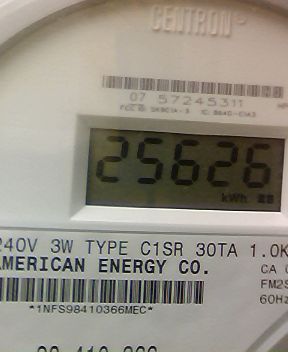 CENTRON
07 57245311
25626
kWh
240V 3W TYPE C1SR 30TA 1.0K
AMERICAN ENERGY CO.
CA
FM2S
60Hz
*1NFS98410366MEC*